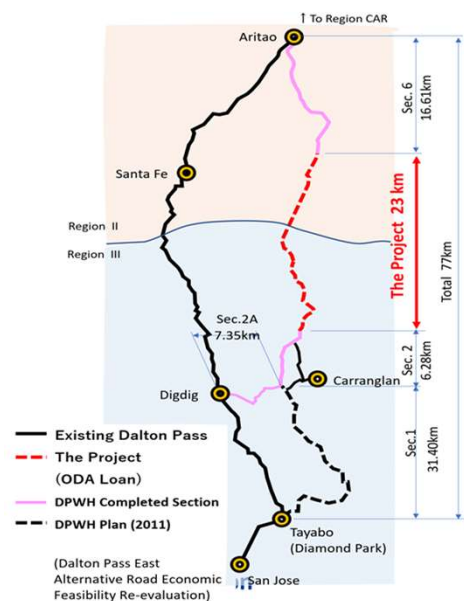 ↑ To Region CAR
Aritao
Sec. 6
16.61km
Santa Fe
The Project 23 km
Total 77km
Region II
Region III
Sec.2A
7.35km
Sec. 2
6.28km
Carranglan
Digdig
Sec.1
31.40km
Existing Dalton Pass
The Project
(ODA Loan)
DPWH Completed Section
DPWH Plan (2011)
Tayabo
(Diamond Park)
(Dalton Pass East
Alternative Road Economic
Feasibility Re-evaluation)
San Jose